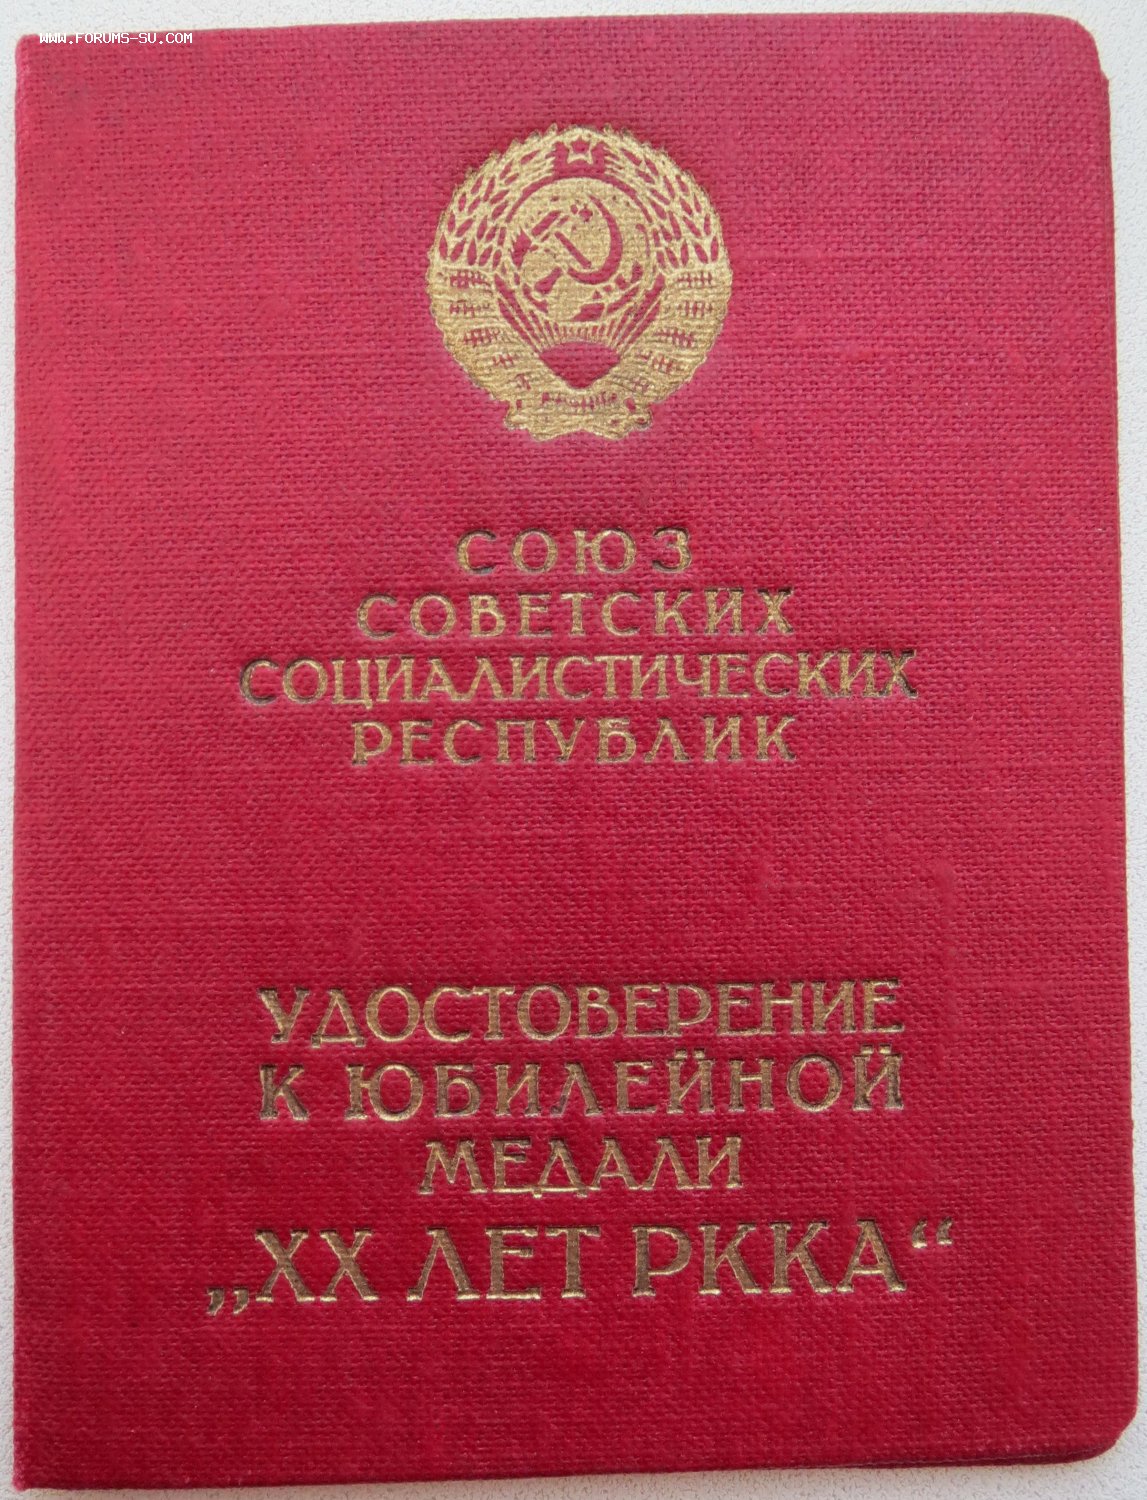 WWW.FORUMS-SU.COM
СОЮЗ
СОВЕТСКИХ
СОЦИАЛИСТИЧЕСКИХ
РЕСПУБЛИК
УДОСТОВЕРЕНИЕ
К ЮБИЛЕЙНОЙ
МЕДАЛИ
„XX ЛЕТ РККА“